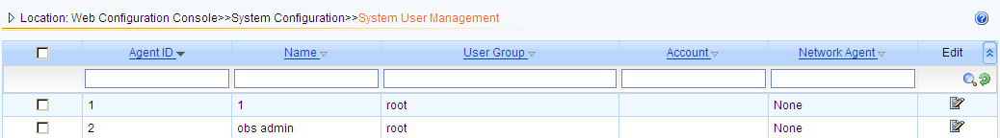 Location: Web Configuration Console>>System Configuration>>System User Management
Agent ID Name User Group Account Network Agent Edit
1 1 root None
2 obs admin root None